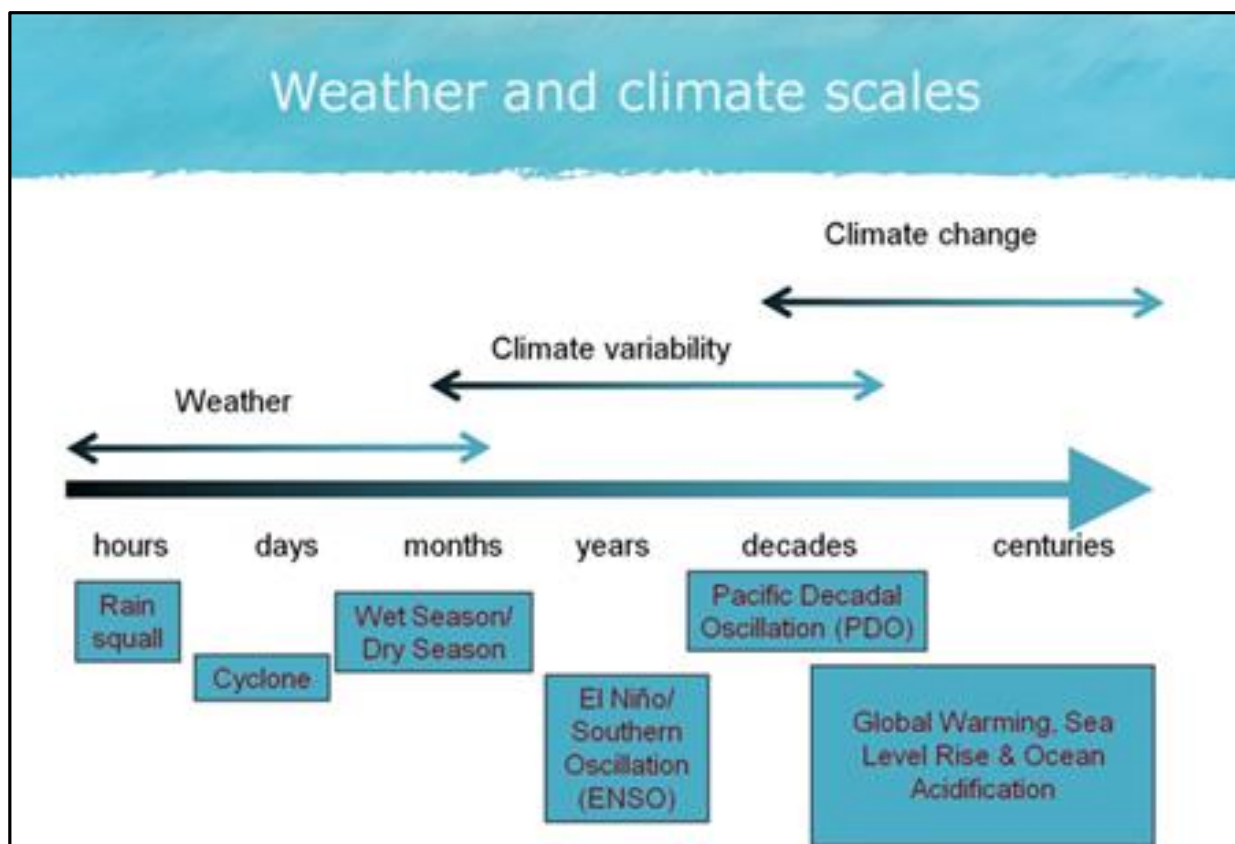 Weather and climate scales
Climate change
Climate variability
Weather
hours days months years decades centuries
Rain
squall
Cyclone
Wet Season/
Dry Season
El Niño/
Southern
Oscillation
(ENSO)
Pacific Decadal
Oscillation (PDO)
Global Warming, Sea
Level Rise & Ocean
Acidification